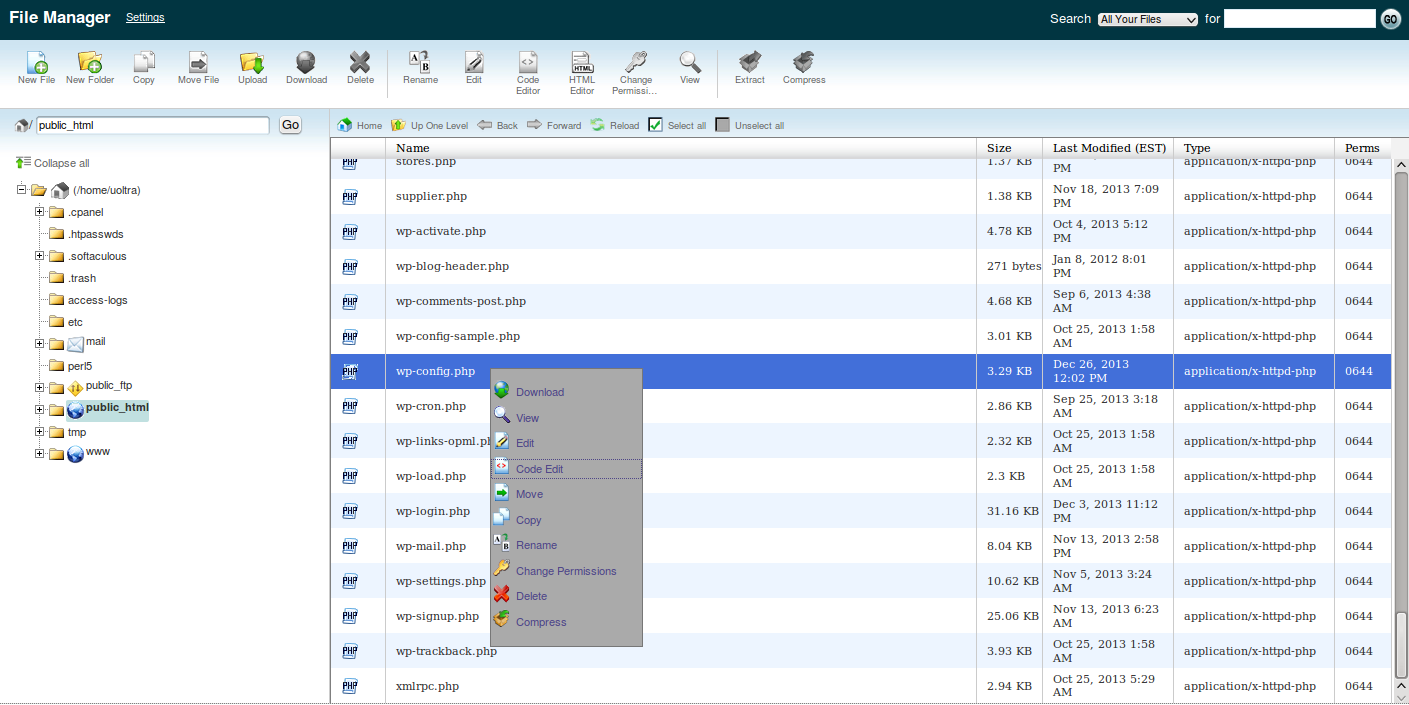 File Manager Settings Search All Your Files for GO
New File New Folder Copy Move File Upload Download Delete Rename Edit Code Editor HTML Editor Change Permissi... View Extract Compress
/ public_html Go
Home Up One Level Back Forward Reload Select all Unselect all
Collapse all
(/home/uoltra)
.cpanel
.htpasswds
.softaculous
.trash
access-logs
etc
mail
perl5
public_ftp
public_html
tmp
www
Name Size Last Modified (EST) Type Perms
PHP stores.php 1.37 KB PM application/x-httpd-php 0644
PHP supplier.php 1.38 KB Nov 18, 2013 7:09 PM application/x-httpd-php 0644
PHP wp-activate.php 4.78 KB Oct 4, 2013 5:12 PM application/x-httpd-php 0644
PHP wp-blog-header.php 271 bytes Jan 8, 2012 8:01 PM application/x-httpd-php 0644
PHP wp-comments-post.php 4.68 KB Sep 6, 2013 4:38 AM application/x-httpd-php 0644
PHP wp-config-sample.php 3.01 KB Oct 25, 2013 1:58 AM application/x-httpd-php 0644
PHP wp-config.php 3.29 KB Dec 26, 2013 12:02 PM application/x-httpd-php 0644
PHP wp-cron.php 2.86 KB Sep 25, 2013 3:18 AM application/x-httpd-php 0644
PHP wp-links-opml.pl 2.32 KB Oct 25, 2013 1:58 AM application/x-httpd-php 0644
PHP wp-load.php 2.3 KB Oct 25, 2013 1:58 AM application/x-httpd-php 0644
PHP wp-login.php 31.16 KB Dec 3, 2013 11:12 PM application/x-httpd-php 0644
PHP wp-mail.php 8.04 KB Nov 13, 2013 2:58 PM application/x-httpd-php 0644
PHP wp-settings.php 10.62 KB Nov 5, 2013 3:24 AM application/x-httpd-php 0644
PHP wp-signup.php 25.06 KB Nov 13, 2013 6:23 AM application/x-httpd-php 0644
PHP wp-trackback.php 3.93 KB Oct 25, 2013 1:58 AM application/x-httpd-php 0644
PHP xmlrpc.php 2.94 KB Oct 25, 2013 5:29 AM application/x-httpd-php 0644
Download
View
Edit
Code Edit
Move
Copy
Rename
Change Permissions
Delete
Compress